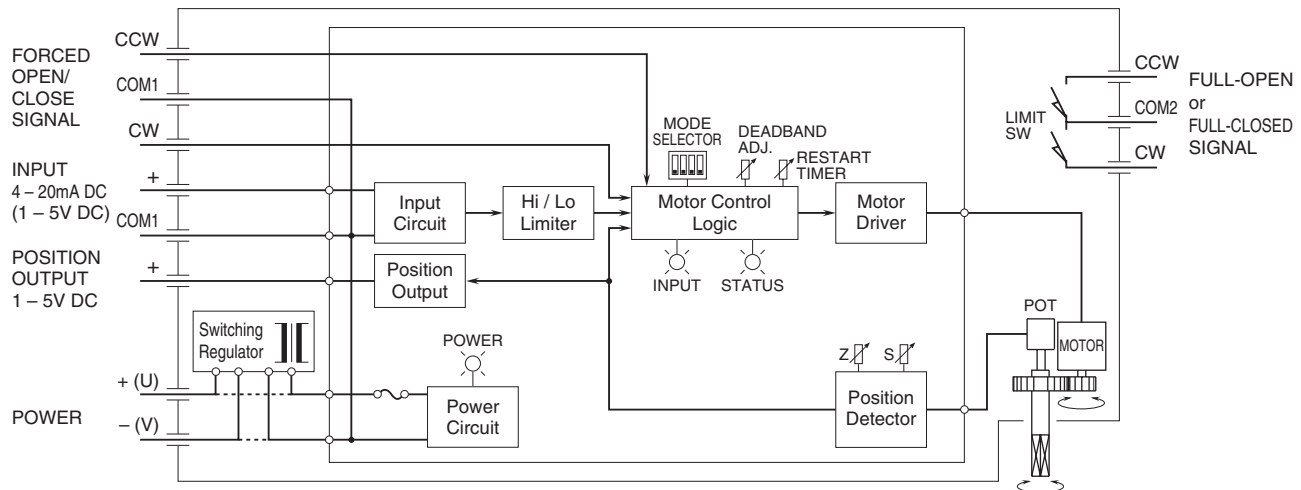 FORCED
OPEN/
CLOSE
SIGNAL
CCW
COM1
CW
INPUT
4 – 20mA DC
(1 – 5V DC)
+
COM1
POSITION
OUTPUT
1 – 5V DC
+
POWER
+ (U)
– (V)
Switching
Regulator
Input
Circuit
Hi / Lo
Limiter
MODE
SELECTOR
DEADBAND
ADJ.
RESTART
TIMER
Motor Control
Logic
INPUT
STATUS
Motor
Driver
Position
Output
POWER
Power
Circuit
Z
S
Position
Detector
POT
MOTOR
LIMIT
SW
CCW
COM2
CW
FULL-OPEN
or
FULL-CLOSED
SIGNAL